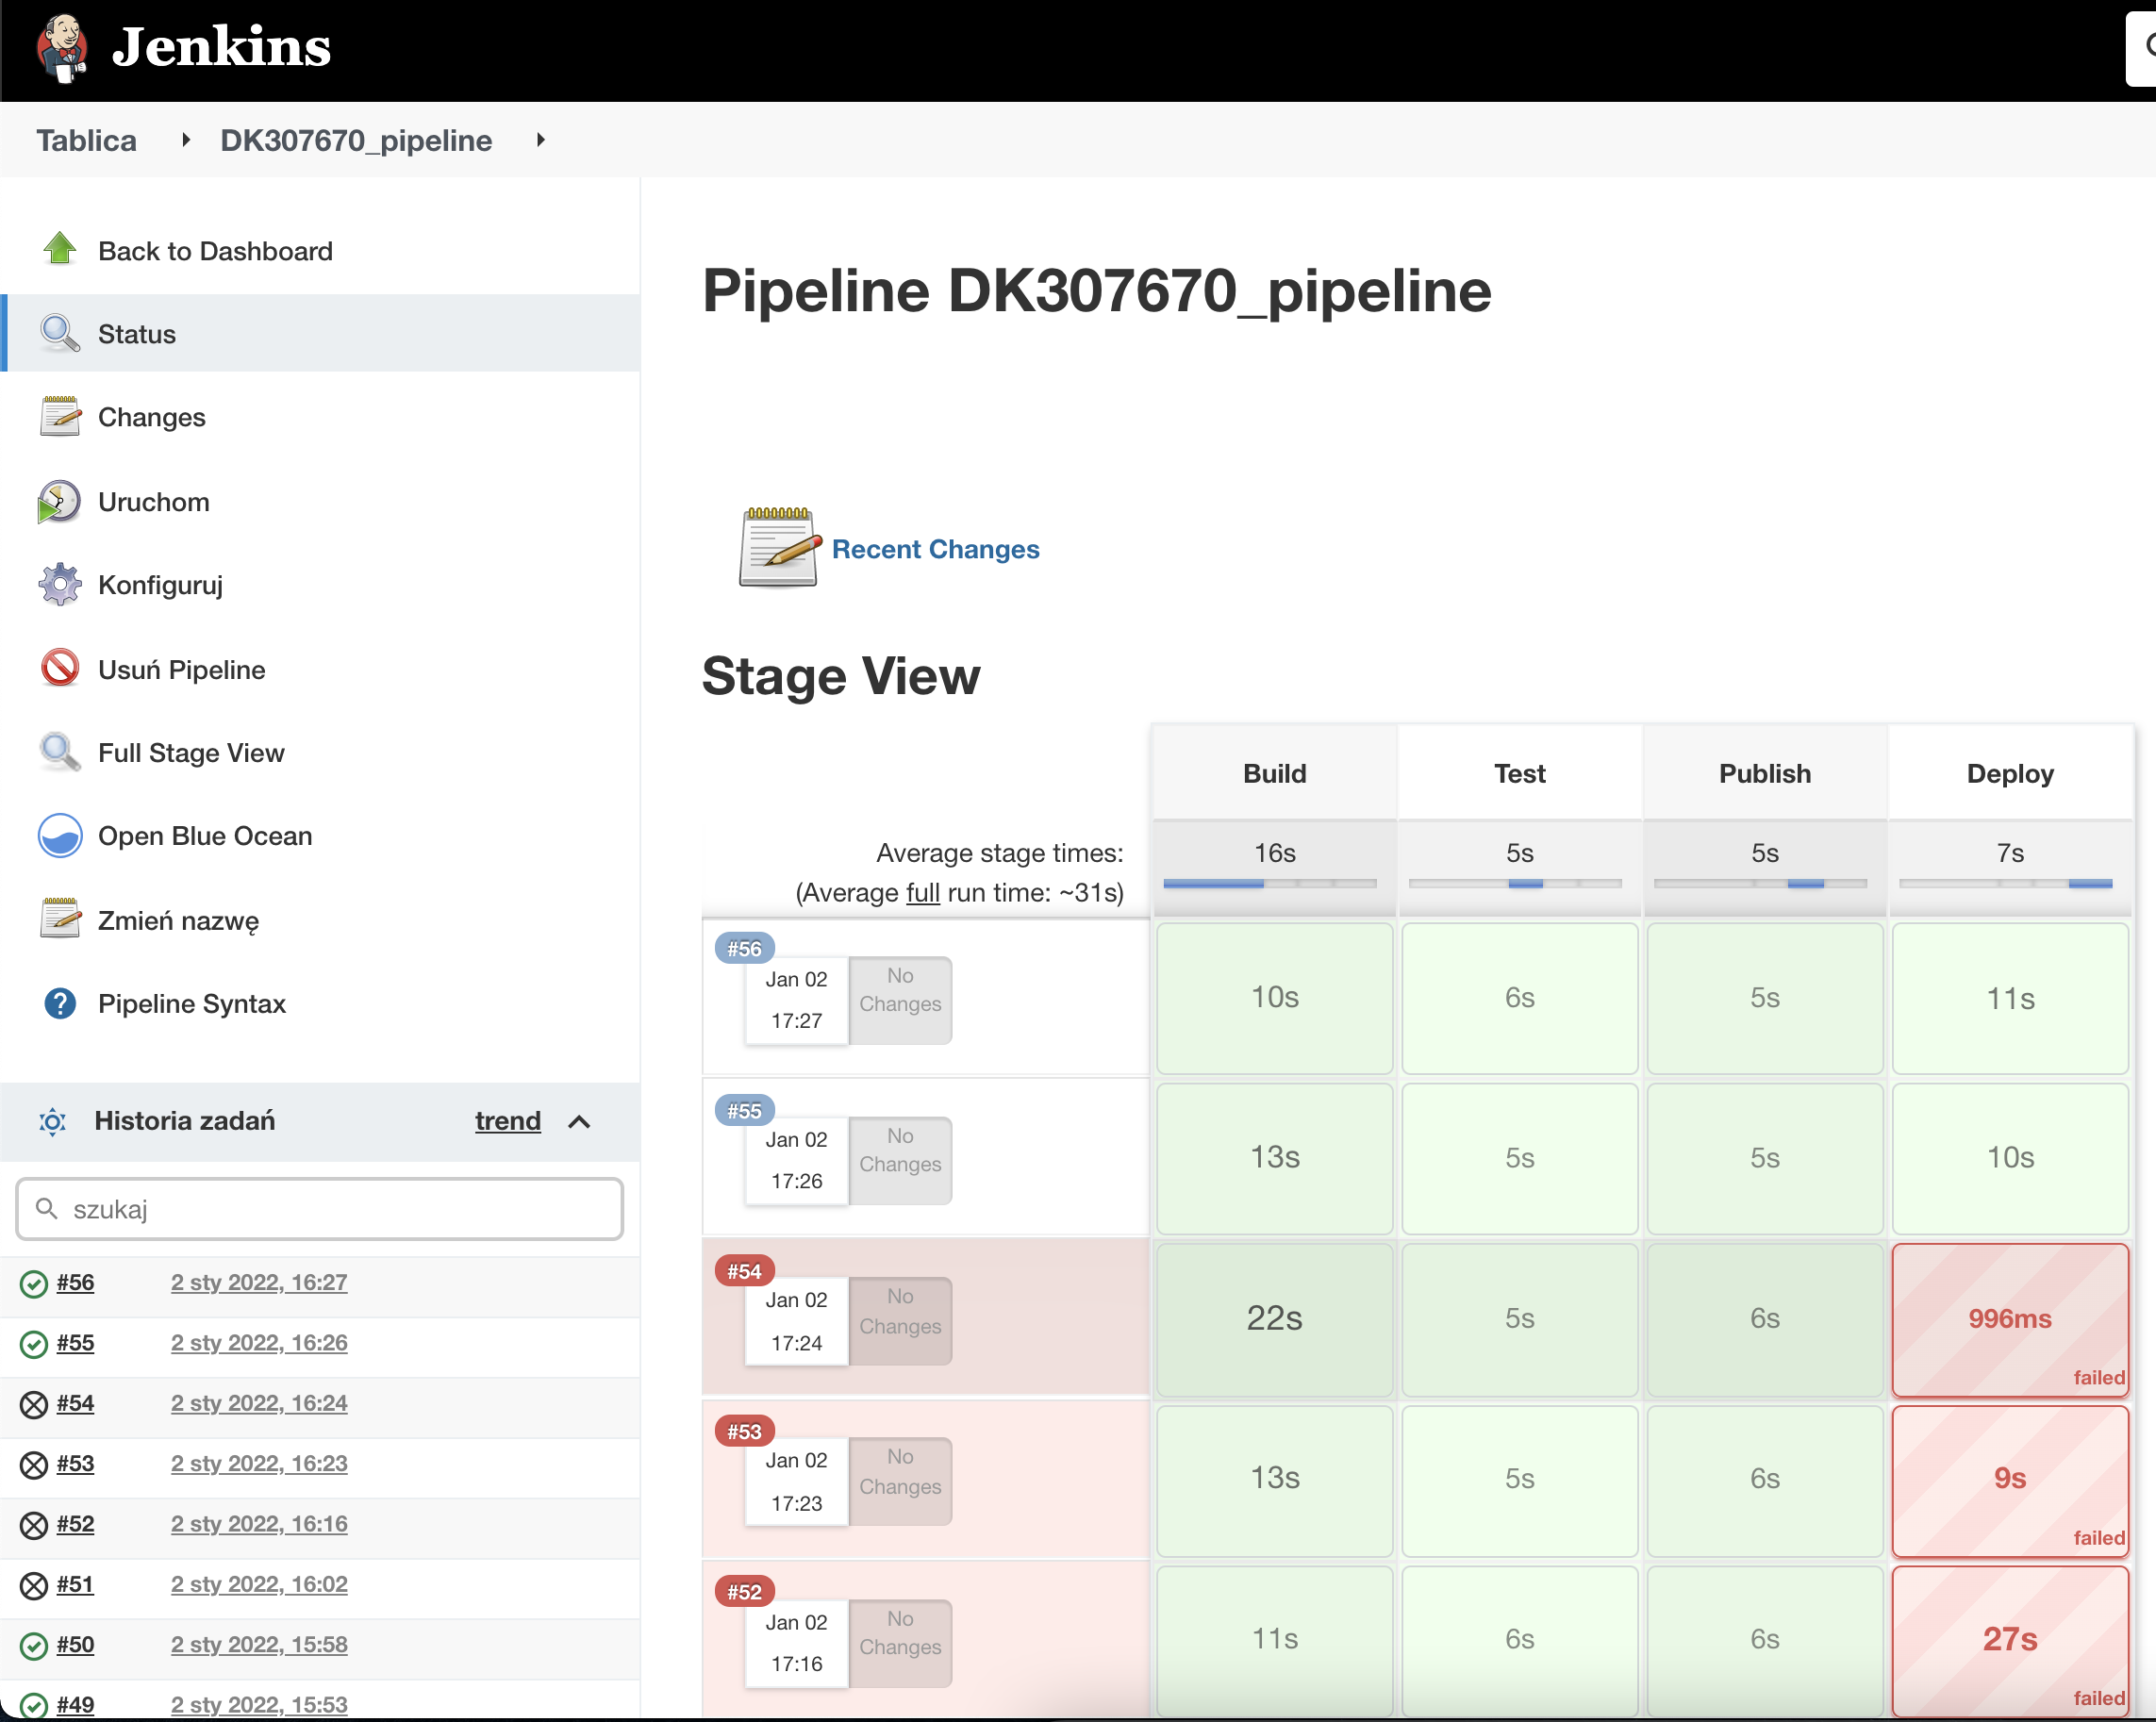 Jenkins
Tablica DK307670_pipeline
Back to Dashboard
Status
Changes
Uruchom
Konfiguruj
Usuń Pipeline
Full Stage View
Open Blue Ocean
Zmień nazwę
Pipeline Syntax
Historia zadań trend
szukaj
#56 2 sty 2022, 16:27
#55 2 sty 2022, 16:26
#54 2 sty 2022, 16:24
#53 2 sty 2022, 16:23
#52 2 sty 2022, 16:16
#51 2 sty 2022, 16:02
#50 2 sty 2022, 15:58
#49 2 sty 2022, 15:53
Pipeline DK307670_pipeline
Recent Changes
Stage View
Build Test Publish Deploy
Average stage times: 16s 5s 5s 7s
(Average full run time: ~31s)
#56
Jan 02 No
Changes
17:27
10s 6s 5s 11s
#55
Jan 02 No
Changes
17:26
13s 5s 5s 10s
#54
Jan 02 No
Changes
17:24
22s 5s 6s 996ms
failed
#53
Jan 02 No
Changes
17:23
13s 5s 6s 9s
failed
#52
Jan 02 No
Changes
17:16
11s 6s 6s 27s
failed